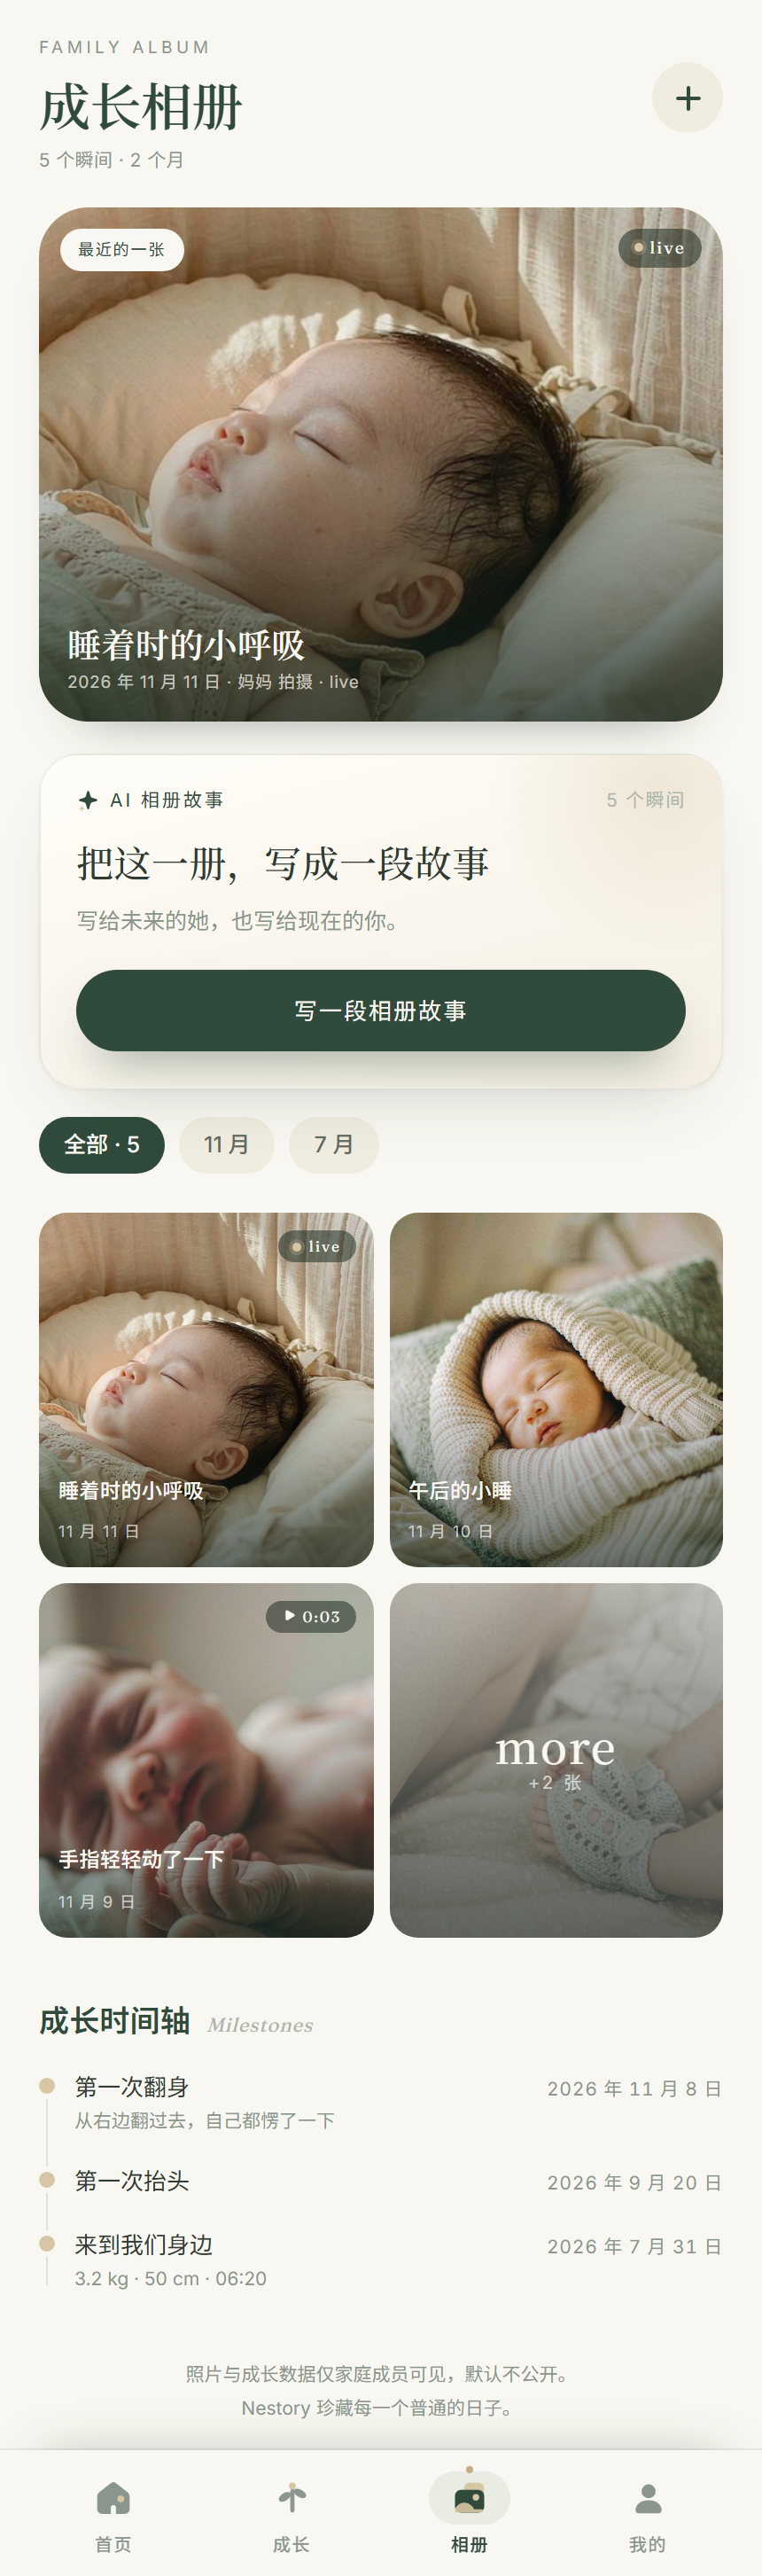 FAMILY ALBUM
成长相册
5 个瞬间 · 2 个月
最近的一张
live
睡着时的小呼吸
2026 年 11 月 11 日 · 妈妈 拍摄 · live
AI 相册故事
5 个瞬间
把这一册，写成一段故事
写给未来的她，也写给现在的你。
写一段相册故事
全部 · 5
11 月
7 月
live
睡着时的小呼吸
11 月 11 日
午后的小睡
11 月 10 日
0:03
手指轻轻动了一下
11 月 9 日
more
+2 张
成长时间轴 Milestones
第一次翻身
2026 年 11 月 8 日
从右边翻过去，自己都愣了一下
第一次抬头
2026 年 9 月 20 日
来到我们身边
2026 年 7 月 31 日
3.2 kg · 50 cm · 06:20
照片与成长数据仅家庭成员可见，默认不公开。
Nestory 珍藏每一个普通的日子。
首页
成长
相册
我的